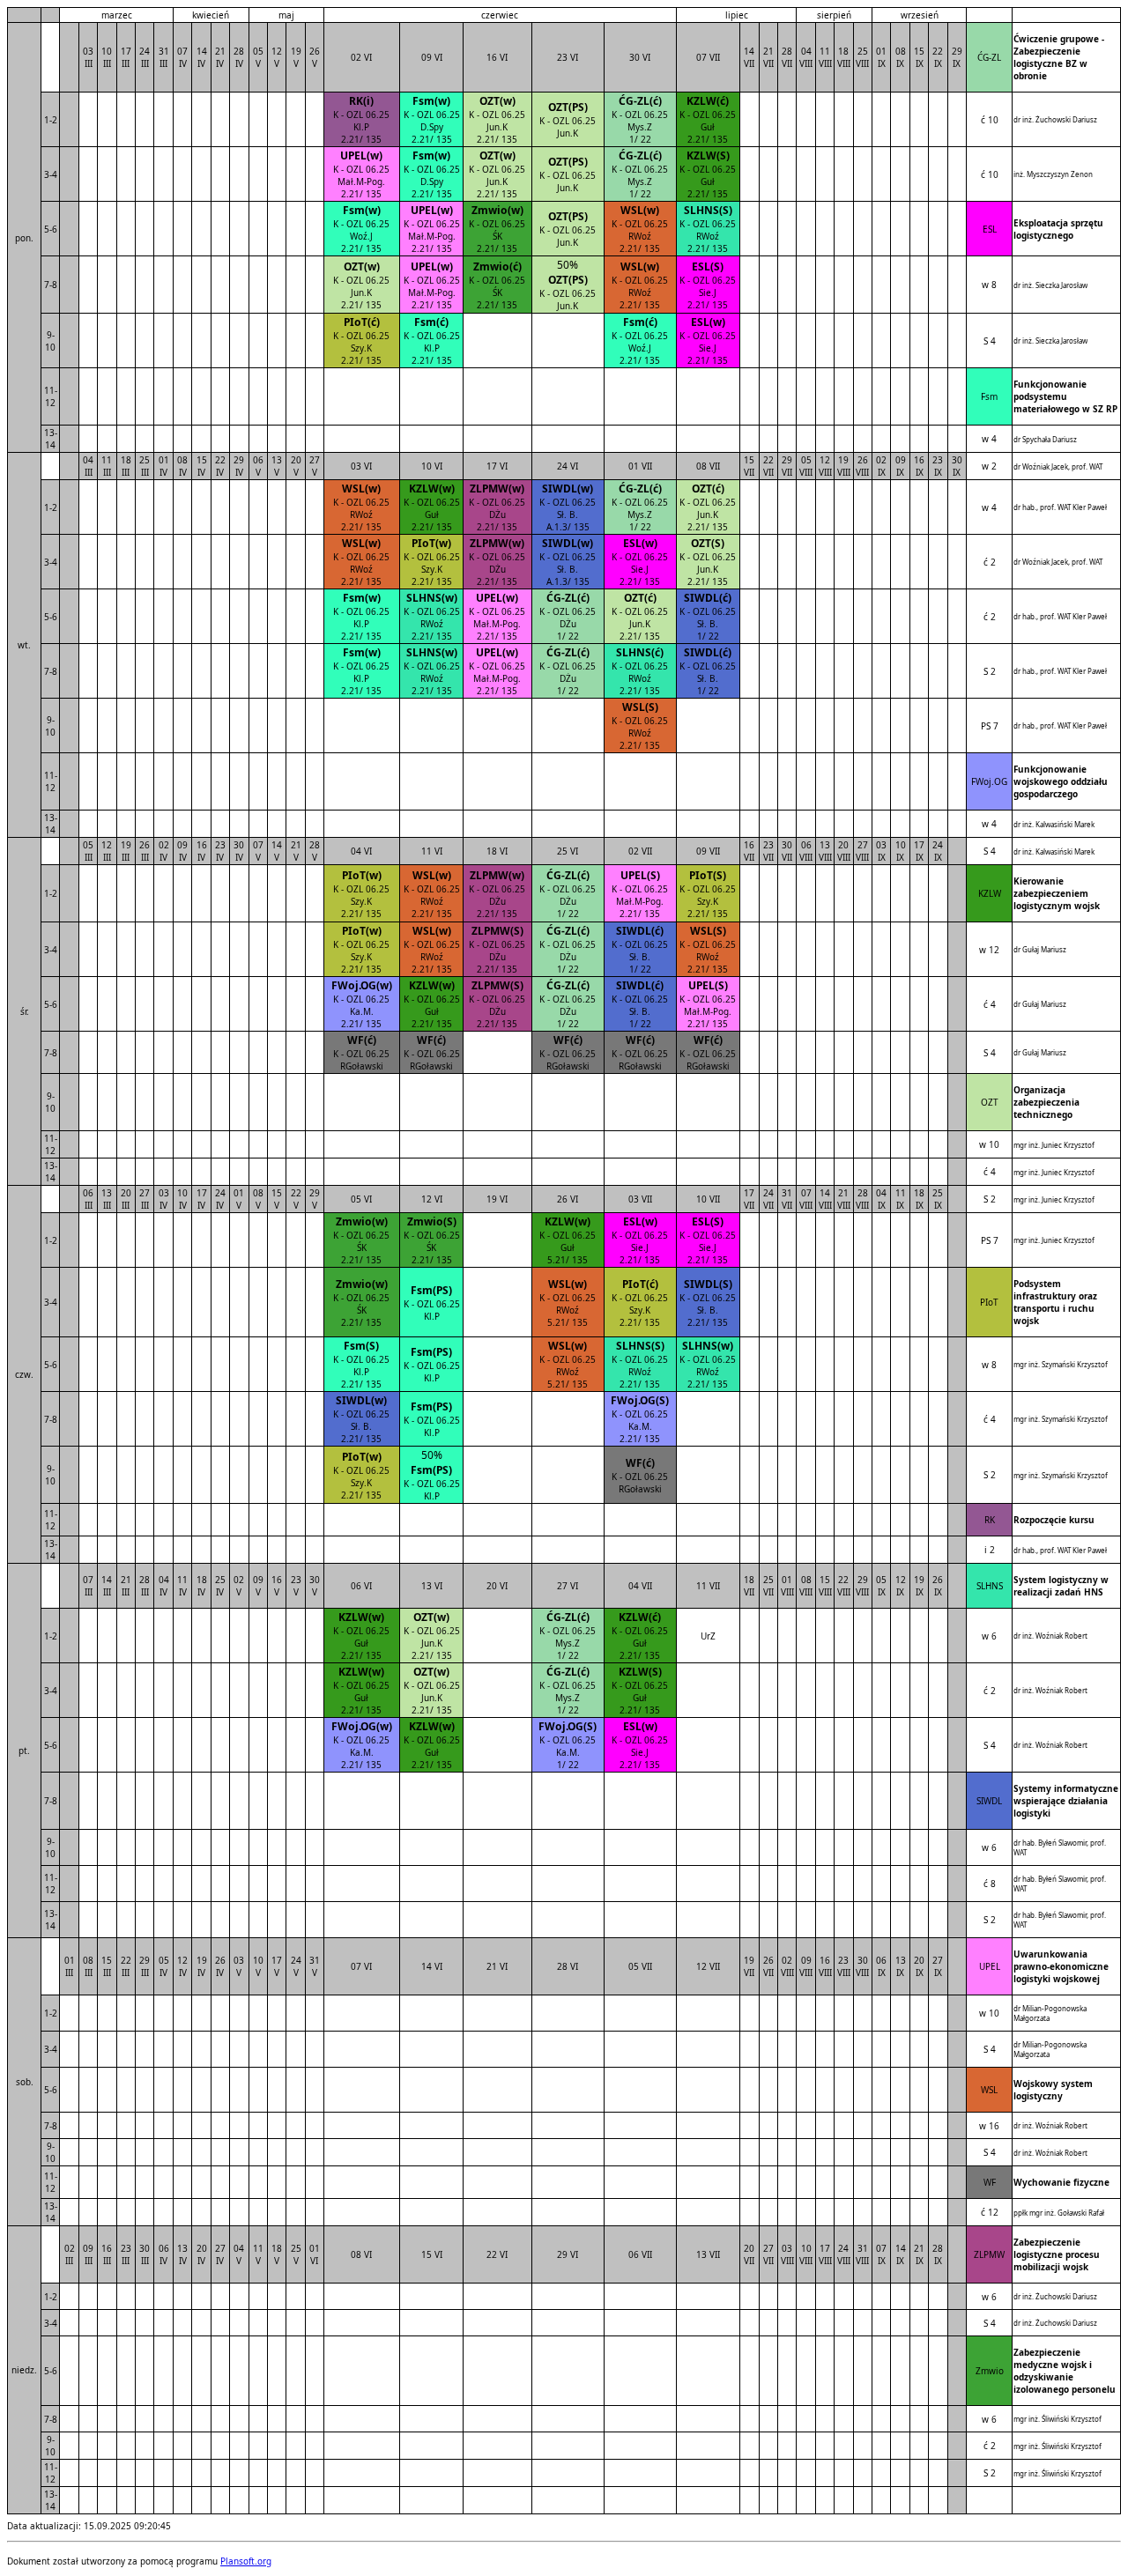 marzec kwiecień maj czerwiec lipiec sierpień wrzesień
pon.
03 III 10 III 17 III 24 III 31 III 07 IV 14 IV 21 IV 28 IV 05 V 12 V 19 V 26 V 02 VI 09 VI 16 VI 23 VI 30 VI 07 VII 14 VII 21 VII 28 VII 04 VIII 11 VIII 18 VIII 25 VIII 01 IX 08 IX 15 IX 22 IX 29 IX ĆG-ZL Ćwiczenie grupowe - Zabezpieczenie logistyczne BZ w obronie
1-2
RK(i) Fsm(w) OZT(w) OZT(PS) ĆG-ZL(ć) KZLW(ć)
K - OZL 06.25 K - OZL 06.25 K - OZL 06.25 K - OZL 06.25 K - OZL 06.25 K - OZL 06.25
Kl.P D.Spy Jun.K Jun.K Mys.Z Guł
2.21/ 135 2.21/ 135 2.21/ 135 1/ 22 2.21/ 135
ć 10 dr inż. Żuchowski Dariusz
3-4
UPEL(w) Fsm(w) OZT(w) OZT(PS) ĆG-ZL(ć) KZLW(S)
K - OZL 06.25 K - OZL 06.25 K - OZL 06.25 K - OZL 06.25 K - OZL 06.25 K - OZL 06.25
Mał.M-Pog. D.Spy Jun.K Jun.K Mys.Z Guł
2.21/ 135 2.21/ 135 2.21/ 135 1/ 22 2.21/ 135
ć 10 inż. Myszczyszyn Zenon
5-6
Fsm(w) UPEL(w) Zmwio(w) OZT(PS) WSL(w) SLHNS(S)
K - OZL 06.25 K - OZL 06.25 K - OZL 06.25 K - OZL 06.25 K - OZL 06.25 K - OZL 06.25
Woź.J Mał.M-Pog. ŚK Jun.K RWoź RWoź
2.21/ 135 2.21/ 135 2.21/ 135 2.21/ 135 2.21/ 135
ESL Eksploatacja sprzętu logistycznego
7-8
50%
OZT(w) UPEL(w) Zmwio(ć) OZT(PS) WSL(w) ESL(S)
K - OZL 06.25 K - OZL 06.25 K - OZL 06.25 K - OZL 06.25 K - OZL 06.25 K - OZL 06.25
Jun.K Mał.M-Pog. ŚK Jun.K RWoź Sie.J
2.21/ 135 2.21/ 135 2.21/ 135 2.21/ 135 2.21/ 135
w 8 dr inż. Sieczka Jarosław
9-10
PIoT(ć) Fsm(ć) Fsm(ć) ESL(w)
K - OZL 06.25 K - OZL 06.25 K - OZL 06.25 K - OZL 06.25
Szy.K Kl.P Woź.J Sie.J
2.21/ 135 2.21/ 135 2.21/ 135 2.21/ 135
S 4 dr inż. Sieczka Jarosław
11-12 Fsm Funkcjonowanie podsystemu materiałowego w SZ RP
13-14 w 4 dr Spychała Dariusz
wt.
04 III 11 III 18 III 25 III 01 IV 08 IV 15 IV 22 IV 29 IV 06 V 13 V 20 V 27 V 03 VI 10 VI 17 VI 24 VI 01 VII 08 VII 15 VII 22 VII 29 VII 05 VIII 12 VIII 19 VIII 26 VIII 02 IX 09 IX 16 IX 23 IX 30 IX w 2 dr Woźniak Jacek, prof. WAT
1-2
WSL(w) KZLW(w) ZLPMW(w) SIWDL(w) ĆG-ZL(ć) OZT(ć)
K - OZL 06.25 K - OZL 06.25 K - OZL 06.25 K - OZL 06.25 K - OZL 06.25 K - OZL 06.25
RWoź Guł DŻu Sł. B. Mys.Z Jun.K
2.21/ 135 2.21/ 135 2.21/ 135 A.1.3/ 135 1/ 22 2.21/ 135
w 4 dr hab., prof. WAT Kler Paweł
3-4
WSL(w) PIoT(w) ZLPMW(w) SIWDL(w) ESL(w) OZT(S)
K - OZL 06.25 K - OZL 06.25 K - OZL 06.25 K - OZL 06.25 K - OZL 06.25 K - OZL 06.25
RWoź Szy.K DŻu Sł. B. Sie.J Jun.K
2.21/ 135 2.21/ 135 2.21/ 135 A.1.3/ 135 2.21/ 135 2.21/ 135
ć 2 dr Woźniak Jacek, prof. WAT
5-6
Fsm(w) SLHNS(w) UPEL(w) ĆG-ZL(ć) OZT(ć) SIWDL(ć)
K - OZL 06.25 K - OZL 06.25 K - OZL 06.25 K - OZL 06.25 K - OZL 06.25 K - OZL 06.25
Kl.P RWoź Mał.M-Pog. DŻu Jun.K Sł. B.
2.21/ 135 2.21/ 135 2.21/ 135 1/ 22 2.21/ 135 1/ 22
ć 2 dr hab., prof. WAT Kler Paweł
7-8
Fsm(w) SLHNS(w) UPEL(w) ĆG-ZL(ć) SLHNS(ć) SIWDL(ć)
K - OZL 06.25 K - OZL 06.25 K - OZL 06.25 K - OZL 06.25 K - OZL 06.25 K - OZL 06.25
Kl.P RWoź Mał.M-Pog. DŻu RWoź Sł. B.
2.21/ 135 2.21/ 135 2.21/ 135 1/ 22 2.21/ 135 1/ 22
S 2 dr hab., prof. WAT Kler Paweł
9-10
WSL(S)
K - OZL 06.25
RWoź
2.21/ 135
PS 7 dr hab., prof. WAT Kler Paweł
11-12 FWoj.OG Funkcjonowanie wojskowego oddziału gospodarczego
13-14 w 4 dr inż. Kalwasiński Marek
śr.
05 III 12 III 19 III 26 III 02 IV 09 IV 16 IV 23 IV 30 IV 07 V 14 V 21 V 28 V 04 VI 11 VI 18 VI 25 VI 02 VII 09 VII 16 VII 23 VII 30 VII 06 VIII 13 VIII 20 VIII 27 VIII 03 IX 10 IX 17 IX 24 IX S 4 dr inż. Kalwasiński Marek
1-2
PIoT(w) WSL(w) ZLPMW(w) ĆG-ZL(ć) UPEL(S) PIoT(S)
K - OZL 06.25 K - OZL 06.25 K - OZL 06.25 K - OZL 06.25 K - OZL 06.25 K - OZL 06.25
Szy.K RWoź DŻu DŻu Mał.M-Pog. Szy.K
2.21/ 135 2.21/ 135 2.21/ 135 1/ 22 2.21/ 135 2.21/ 135
KZLW Kierowanie zabezpieczeniem logistycznym wojsk
3-4
PIoT(w) WSL(w) ZLPMW(S) ĆG-ZL(ć) SIWDL(ć) WSL(S)
K - OZL 06.25 K - OZL 06.25 K - OZL 06.25 K - OZL 06.25 K - OZL 06.25 K - OZL 06.25
Szy.K RWoź DŻu DŻu Sł. B. RWoź
2.21/ 135 2.21/ 135 2.21/ 135 1/ 22 1/ 22 2.21/ 135
w 12 dr Gułaj Mariusz
5-6
FWoj.OG(w) KZLW(w) ZLPMW(S) ĆG-ZL(ć) SIWDL(ć) UPEL(S)
K - OZL 06.25 K - OZL 06.25 K - OZL 06.25 K - OZL 06.25 K - OZL 06.25 K - OZL 06.25
Ka.M. Guł DŻu DŻu Sł. B. Mał.M-Pog.
2.21/ 135 2.21/ 135 2.21/ 135 1/ 22 1/ 22 2.21/ 135
ć 4 dr Gułaj Mariusz
7-8
WF(ć) WF(ć) WF(ć) WF(ć) WF(ć)
K - OZL 06.25 K - OZL 06.25 K - OZL 06.25 K - OZL 06.25 K - OZL 06.25
RGoławski RGoławski RGoławski RGoławski RGoławski
S 4 dr Gułaj Mariusz
9-10 OZT Organizacja zabezpieczenia technicznego
11-12 w 10 mgr inż. Juniec Krzysztof
13-14 ć 4 mgr inż. Juniec Krzysztof
czw.
06 III 13 III 20 III 27 III 03 IV 10 IV 17 IV 24 IV 01 V 08 V 15 V 22 V 29 V 05 VI 12 VI 19 VI 26 VI 03 VII 10 VII 17 VII 24 VII 31 VII 07 VIII 14 VIII 21 VIII 28 VIII 04 IX 11 IX 18 IX 25 IX S 2 mgr inż. Juniec Krzysztof
1-2
Zmwio(w) Zmwio(S) KZLW(w) ESL(w) ESL(S)
K - OZL 06.25 K - OZL 06.25 K - OZL 06.25 K - OZL 06.25 K - OZL 06.25
ŚK ŚK Guł Sie.J Sie.J
2.21/ 135 2.21/ 135 5.21/ 135 2.21/ 135 2.21/ 135
PS 7 mgr inż. Juniec Krzysztof
3-4
Zmwio(w) Fsm(PS) WSL(w) PIoT(ć) SIWDL(S)
K - OZL 06.25 K - OZL 06.25 K - OZL 06.25 K - OZL 06.25 K - OZL 06.25
ŚK Kl.P RWoź Szy.K Sł. B.
2.21/ 135 5.21/ 135 2.21/ 135 2.21/ 135
PIoT Podsystem infrastruktury oraz transportu i ruchu wojsk
5-6
Fsm(S) Fsm(PS) WSL(w) SLHNS(S) SLHNS(w)
K - OZL 06.25 K - OZL 06.25 K - OZL 06.25 K - OZL 06.25 K - OZL 06.25
Kl.P Kl.P RWoź RWoź RWoź
2.21/ 135 5.21/ 135 2.21/ 135 2.21/ 135
w 8 mgr inż. Szymański Krzysztof
7-8
SIWDL(w) Fsm(PS) FWoj.OG(S)
K - OZL 06.25 K - OZL 06.25 K - OZL 06.25
Sł. B. Kl.P Ka.M.
2.21/ 135 2.21/ 135
ć 4 mgr inż. Szymański Krzysztof
9-10
50%
PIoT(w) Fsm(PS) WF(ć)
K - OZL 06.25 K - OZL 06.25 K - OZL 06.25
Szy.K Kl.P RGoławski
2.21/ 135
S 2 mgr inż. Szymański Krzysztof
11-12 RK Rozpoczęcie kursu
13-14 i 2 dr hab., prof. WAT Kler Paweł
pt.
07 III 14 III 21 III 28 III 04 IV 11 IV 18 IV 25 IV 02 V 09 V 16 V 23 V 30 V 06 VI 13 VI 20 VI 27 VI 04 VII 11 VII 18 VII 25 VII 01 VIII 08 VIII 15 VIII 22 VIII 29 VIII 05 IX 12 IX 19 IX 26 IX SLHNS System logistyczny w realizacji zadań HNS
1-2
KZLW(w) OZT(w) ĆG-ZL(ć) KZLW(ć) UrZ
K - OZL 06.25 K - OZL 06.25 K - OZL 06.25 K - OZL 06.25
Guł Jun.K Mys.Z Guł
2.21/ 135 2.21/ 135 1/ 22 2.21/ 135
w 6 dr inż. Woźniak Robert
3-4
KZLW(w) OZT(w) ĆG-ZL(ć) KZLW(S)
K - OZL 06.25 K - OZL 06.25 K - OZL 06.25 K - OZL 06.25
Guł Jun.K Mys.Z Guł
2.21/ 135 2.21/ 135 1/ 22 2.21/ 135
ć 2 dr inż. Woźniak Robert
5-6
FWoj.OG(w) KZLW(w) FWoj.OG(S) ESL(w)
K - OZL 06.25 K - OZL 06.25 K - OZL 06.25 K - OZL 06.25
Ka.M. Guł Ka.M. Sie.J
2.21/ 135 2.21/ 135 1/ 22 2.21/ 135
S 4 dr inż. Woźniak Robert
7-8 SIWDL Systemy informatyczne wspierające działania logistyki
9-10 w 6 dr hab. Byłeń Slawomir, prof. WAT
11-12 ć 8 dr hab. Byłeń Slawomir, prof. WAT
13-14 S 2 dr hab. Byłeń Slawomir, prof. WAT
sob.
01 III 08 III 15 III 22 III 29 III 05 IV 12 IV 19 IV 26 IV 03 V 10 V 17 V 24 V 31 V 07 VI 14 VI 21 VI 28 VI 05 VII 12 VII 19 VII 26 VII 02 VIII 09 VIII 16 VIII 23 VIII 30 VIII 06 IX 13 IX 20 IX 27 IX UPEL Uwarunkowania prawno-ekonomiczne logistyki wojskowej
1-2 w 10 dr Milian-Pogonowska Małgorzata
3-4 S 4 dr Milian-Pogonowska Małgorzata
5-6 WSL Wojskowy system logistyczny
7-8 w 16 dr inż. Woźniak Robert
9-10 S 4 dr inż. Woźniak Robert
11-12 WF Wychowanie fizyczne
13-14 ć 12 ppłk mgr inż. Goławski Rafał
niedz.
02 III 09 III 16 III 23 III 30 III 06 IV 13 IV 20 IV 27 IV 04 V 11 V 18 V 25 V 01 VI 08 VI 15 VI 22 VI 29 VI 06 VII 13 VII 20 VII 27 VII 03 VIII 10 VIII 17 VIII 24 VIII 31 VIII 07 IX 14 IX 21 IX 28 IX ZLPMW Zabezpieczenie logistyczne procesu mobilizacji wojsk
1-2 w 6 dr inż. Żuchowski Dariusz
3-4 S 4 dr inż. Żuchowski Dariusz
5-6 Zmwio Zabezpieczenie medyczne wojsk i odzyskiwanie izolowanego personelu
7-8 w 6 mgr inż. Śliwiński Krzysztof
9-10 ć 2 mgr inż. Śliwiński Krzysztof
11-12 S 2 mgr inż. Śliwiński Krzysztof
13-14
Data aktualizacji: 15.09.2025 09:20:45
Dokument został utworzony za pomocą programu Plansoft.org